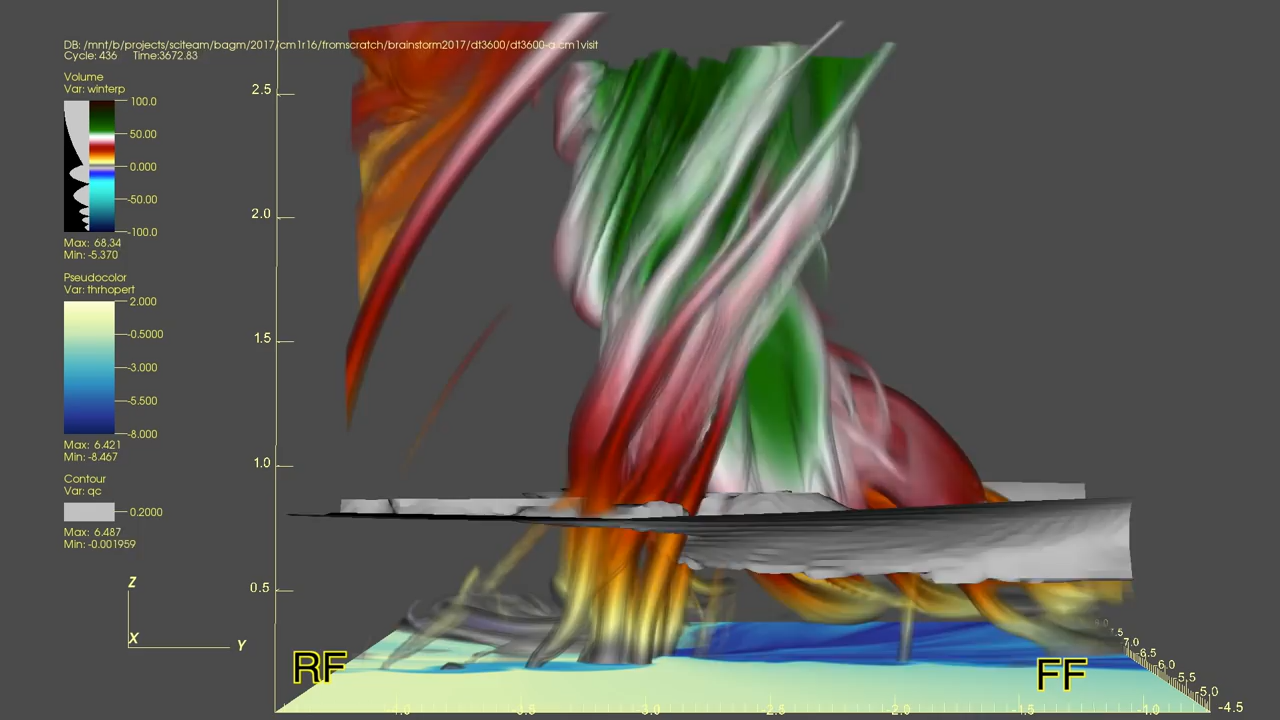 DB: /mnt/b/projects/sciteam/bagm/2017/cm1r16/fromscratch/brainstorm2017/dt3600/dt3600-a.cm1visit
Cycle: 436 Time:3672.83
Volume
Var: winterp
100.0
50.00
0.000
-50.00
-100.0
Max: 68.34
Min: -5.370
Pseudocolor
Var: thrhopert
2.000
-0.5000
-3.000
-5.500
-8.000
Max: 6.421
Min: -8.467
Contour
Var: qc
0.2000
Max: 6.487
Min: -0.001959
Z
X
Y
2.5
2.0
1.5
1.0
0.5
RF
FF
8.0
7.5
7.0
6.5
6.0
5.5
5.0
-4.5
-3.0
-2.5
-2.0
-1.5
-1.0